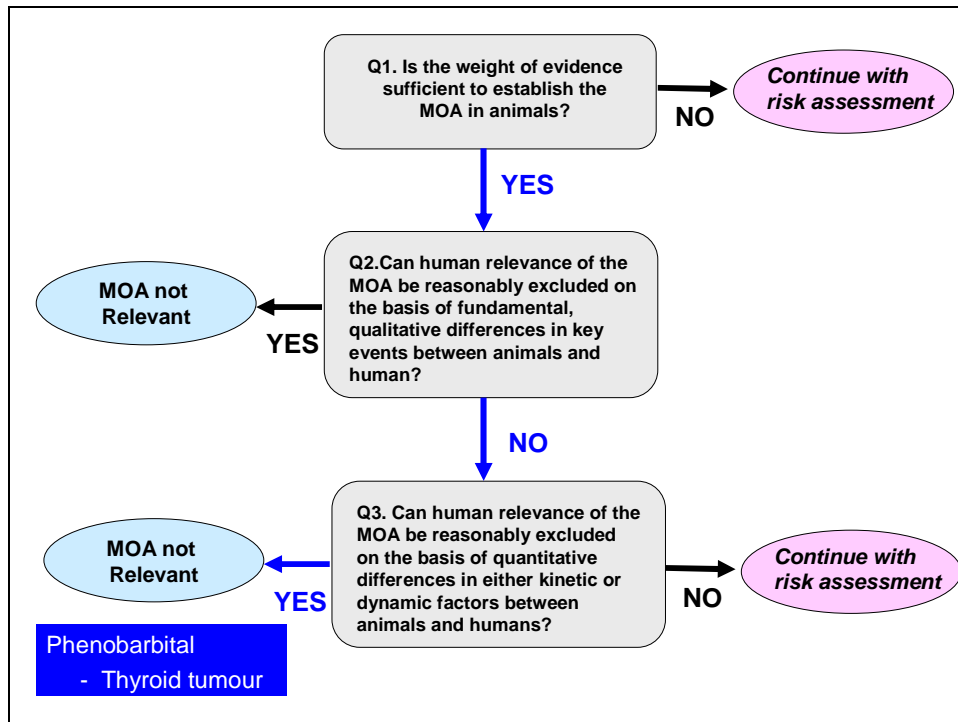 Q1. Is the weight of evidence
sufficient to establish the
MOA in animals?
Continue with
risk assessment
NO
YES
Q2.Can human relevance of the
MOA be reasonably excluded on
the basis of fundamental,
qualitative differences in key
events between animals and
human?
MOA not
Relevant
YES
NO
Q3. Can human relevance of the
MOA be reasonably excluded
on the basis of quantitative
differences in either kinetic or
dynamic factors between
animals and humans?
MOA not
Relevant
YES
Continue with
risk assessment
NO
Phenobarbital
- Thyroid tumour